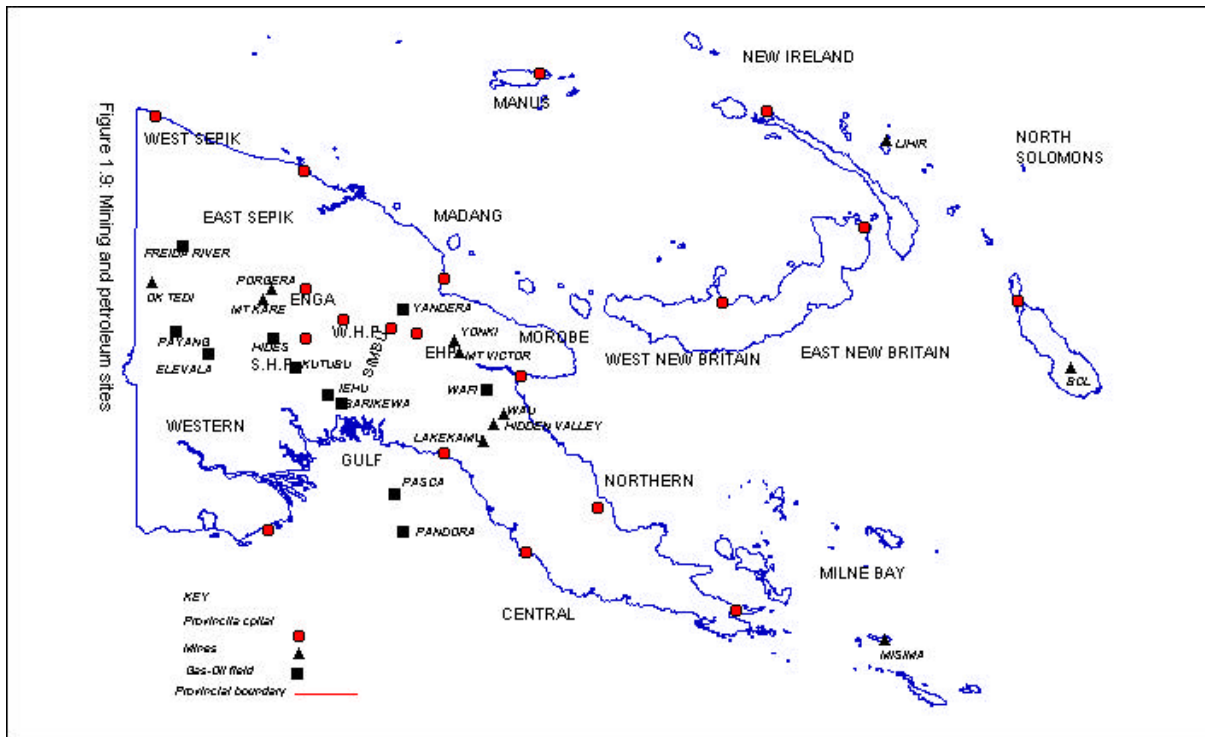 NEW IRELAND
MANUS
LIHIR
NORTH
SOLOMONS
WEST SEPIK
Figure 1.9: Mining and petroleum sites
EAST SEPIK
MADANG
FREIDA RIVER
PORGERA
OK TEDI
MT KARE
ENGA
YANDERA
W.H.P
SIMBU
YONKI
MOROBE
PAYANG
HIDES
EHP
MT VICTOR
WEST NEW BRITAIN
EAST NEW BRITAIN
ELEVALA
S.H.P
KUTUBU
BCL
IEHU
BARIKEWA
WAFI
WAU
HIDDEN VALLEY
WESTERN
LAKEKAMU
GULF
PASCA
NORTHERN
PANDORA
MILNE BAY
CENTRAL
MISIMA
KEY
Provincila cpital
Mines
Gas-Oil field
Provincial boundary